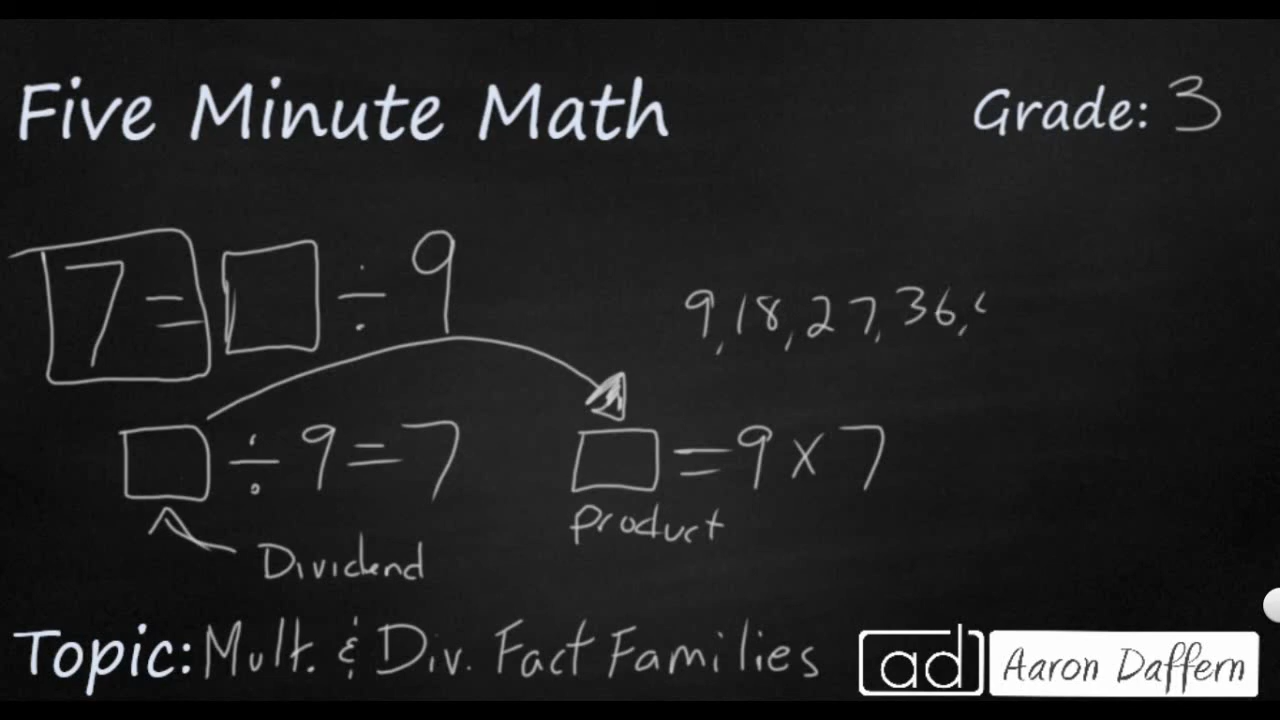 Five Minute Math
Grade: 3
7 = □ ÷ 9
9, 18, 27, 36,
□ ÷ 9 = 7
□ = 9 × 7
product
Dividend
Topic: Mult. & Div. Fact Families
ad Aaron Daffern